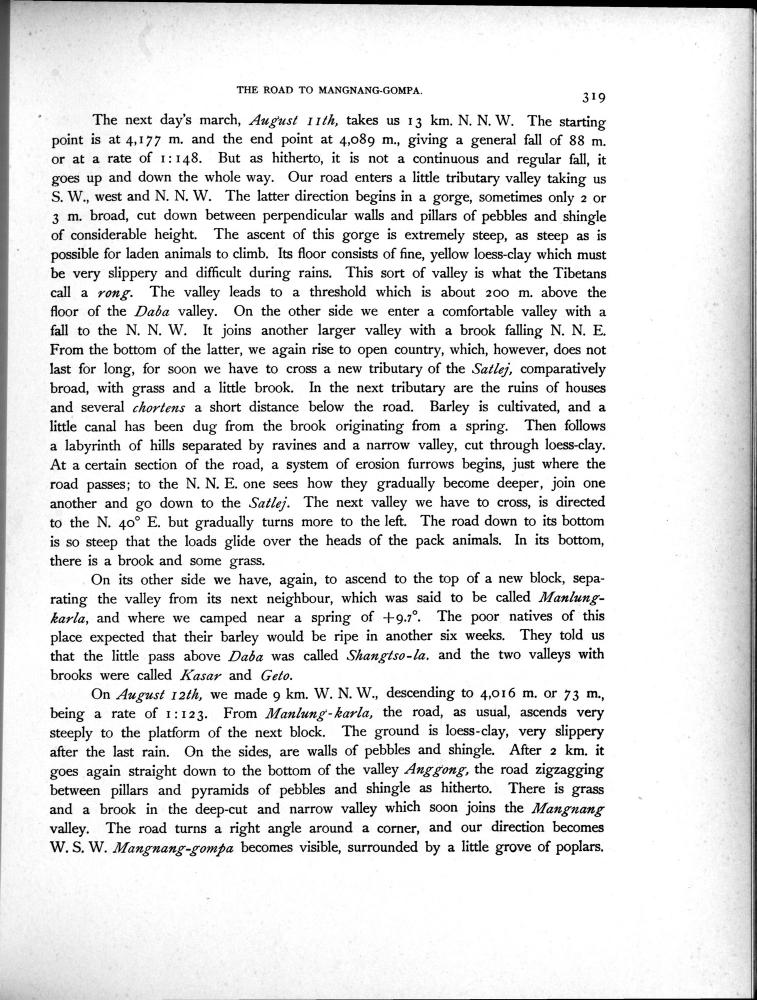 THE ROAD TO MANGNANG-GOMPA.
319
The next day's march, August 11th, takes us 13 km. N. N. W. The starting
point is at 4,177 m. and the end point at 4,089 m., giving a general fall of 88 m.
or at a rate of 1:148. But as hitherto, it is not a continuous and regular fall, it
goes up and down the whole way. Our road enters a little tributary valley taking us
S. W., west and N. N. W. The latter direction begins in a gorge, sometimes only 2 or
3 m. broad, cut down between perpendicular walls and pillars of pebbles and shingle
of considerable height. The ascent of this gorge is extremely steep, as steep as is
possible for laden animals to climb. Its floor consists of fine, yellow loess-clay which must
be very slippery and difficult during rains. This sort of valley is what the Tibetans
call a rong. The valley leads to a threshold which is about 200 m. above the
floor of the Daba valley. On the other side we enter a comfortable valley with a
fall to the N. N. W. It joins another larger valley with a brook falling N. N. E.
From the bottom of the latter, we again rise to open country, which, however, does not
last for long, for soon we have to cross a new tributary of the Satlej, comparatively
broad, with grass and a little brook. In the next tributary are the ruins of houses
and several chortens a short distance below the road. Barley is cultivated, and a
little canal has been dug from the brook originating from a spring. Then follows
a labyrinth of hills separated by ravines and a narrow valley, cut through loess-clay.
At a certain section of the road, a system of erosion furrows begins, just where the
road passes; to the N. N. E. one sees how they gradually become deeper, join one
another and go down to the Satlej. The next valley we have to cross, is directed
to the N. 40° E. but gradually turns more to the left. The road down to its bottom
is so steep that the loads glide over the heads of the pack animals. In its bottom,
there is a brook and some grass.
On its other side we have, again, to ascend to the top of a new block, sepa-
rating the valley from its next neighbour, which was said to be called Manlung-
karla, and where we camped near a spring of +9.7°. The poor natives of this
place expected that their barley would be ripe in another six weeks. They told us
that the little pass above Daba was called Shangtso-la. and the two valleys with
brooks were called Kasar and Geto.
On August 12th, we made 9 km. W. N. W., descending to 4,016 m. or 73 m.,
being a rate of 1:123. From Manlung-karla, the road, as usual, ascends very
steeply to the platform of the next block. The ground is loess-clay, very slippery
after the last rain. On the sides, are walls of pebbles and shingle. After 2 km. it
goes again straight down to the bottom of the valley Anggong, the road zigzagging
between pillars and pyramids of pebbles and shingle as hitherto. There is grass
and a brook in the deep-cut and narrow valley which soon joins the Mangnang
valley. The road turns a right angle around a corner, and our direction becomes
W. S. W. Mangnang-gompa becomes visible, surrounded by a little grove of poplars.